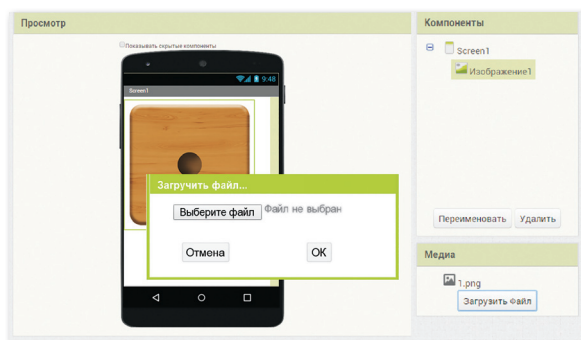 Просмотр
Показывать скрытые компоненты
9:48
Screen1
Загрузить файл...
Выберите файл Файл не выбран
Отмена
ОК
Компоненты
Screen1
Изображение1
Переименовать Удалить
Медиа
1.png
Загрузить Файл